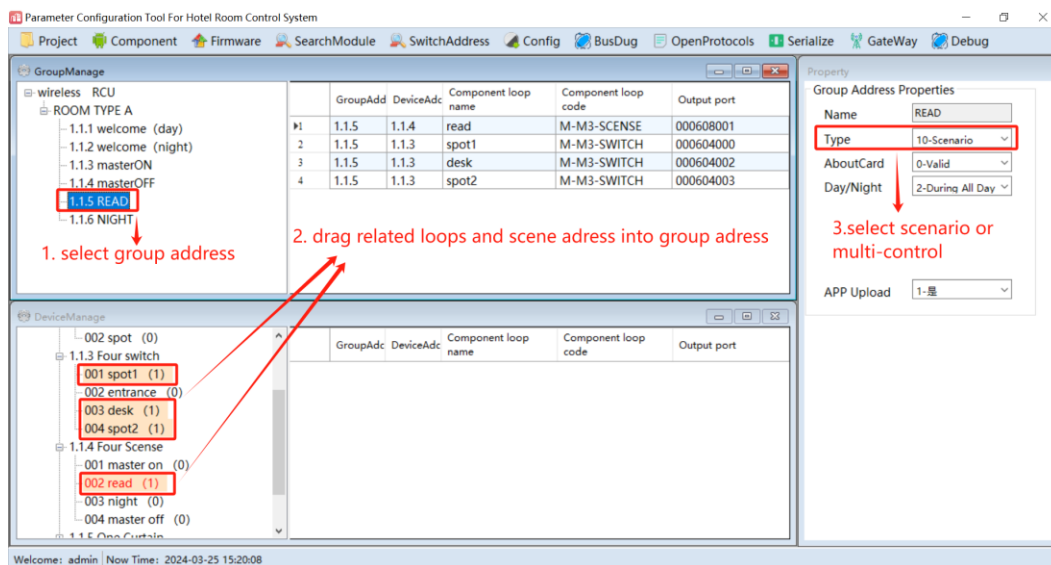 Parameter Configuration Tool For Hotel Room Control System
Project Component Firmware SearchModule SwitchAddress Config BusDug OpenProtocols Serialize GateWay Debug
GroupManage
wireless RCU
ROOM TYPE A
1.1.1 welcome (day)
1.1.2 welcome (night)
1.1.3 masterON
1.1.4 masterOFF
1.1.5 READ
1.1.6 NIGHT
1. select group address
GroupAdd DeviceAdc Component loop name Component loop code Output port
1 1.1.5 1.1.4 read M-M3-SCENSE 000608001
2 1.1.5 1.1.3 spot1 M-M3-SWITCH 000604000
3 1.1.5 1.1.3 desk M-M3-SWITCH 000604002
4 1.1.5 1.1.3 spot2 M-M3-SWITCH 000604003
2. drag related loops and scene adress into group adress
Property
Group Address Properties
Name READ
Type 10-Scenario
AboutCard 0-Valid
Day/Night 2-During All Day
3.select scenario or
multi-control
APP Upload 1-是
DeviceManage
002 spot (0)
1.1.3 Four switch
001 spot1 (1)
002 entrance (0)
003 desk (1)
004 spot2 (1)
1.1.4 Four Scense
001 master on (0)
002 read (1)
003 night (0)
004 master off (0)
1.1.5 One Curtain
GroupAdc DeviceAdc Component loop name Component loop code Output port
Welcome: admin Now Time: 2024-03-25 15:20:08